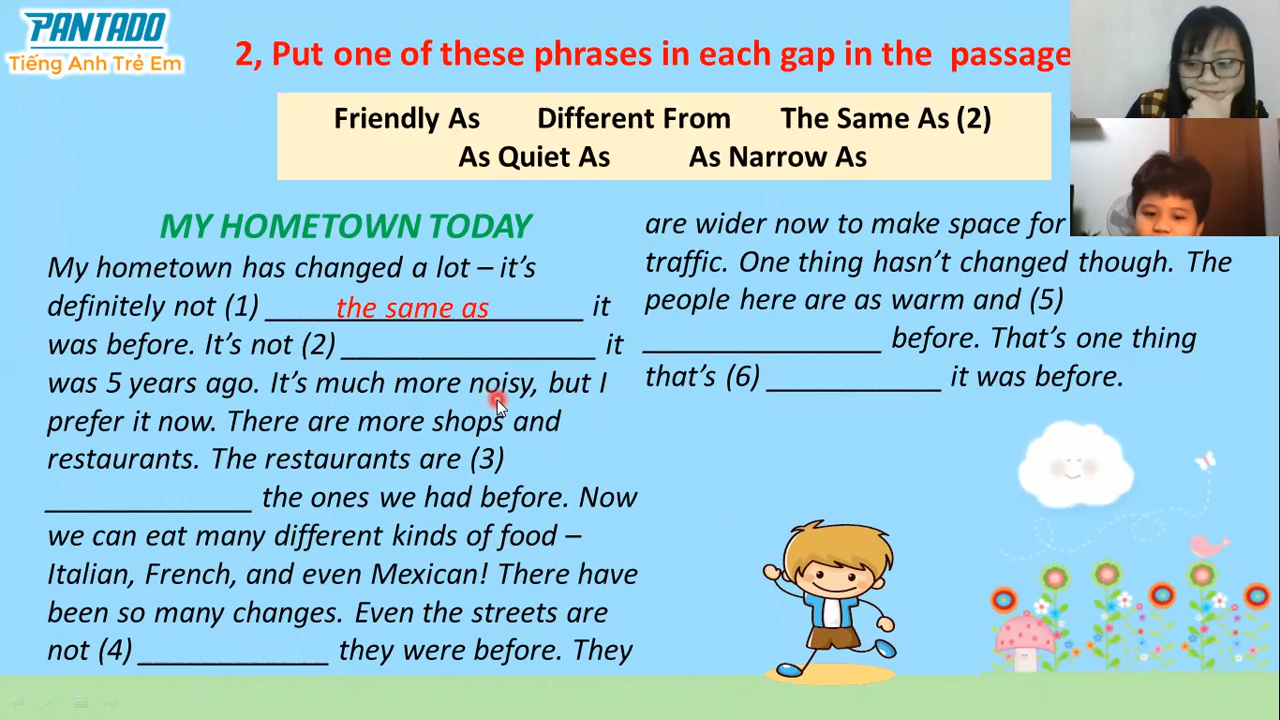 PANTADO
Tiếng Anh Trẻ Em
2, Put one of these phrases in each gap in the passage
Friendly As Different From The Same As (2)
As Quiet As As Narrow As
MY HOMETOWN TODAY
My hometown has changed a lot – it's
definitely not (1) the same as it
was before. It's not (2) ________________ it
was 5 years ago. It's much more noisy, but I
prefer it now. There are more shops and
restaurants. The restaurants are (3)
_____________ the ones we had before. Now
we can eat many different kinds of food –
Italian, French, and even Mexican! There have
been so many changes. Even the streets are
not (4) ____________ they were before. They
are wider now to make space for
traffic. One thing hasn't changed though. The
people here are as warm and (5)
_______________ before. That's one thing
that's (6) ___________ it was before.